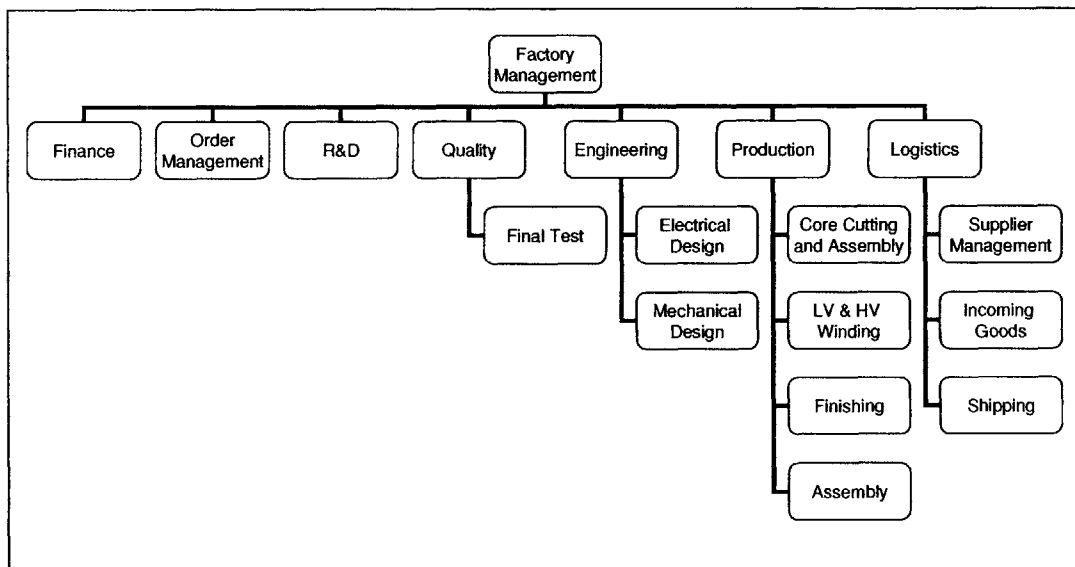 Factory
Management
Finance
Order
Management
R&D
Quality
Engineering
Production
Logistics
Final Test
Electrical
Design
Mechanical
Design
Core Cutting
and Assembly
LV & HV
Winding
Finishing
Assembly
Supplier
Management
Incoming
Goods
Shipping